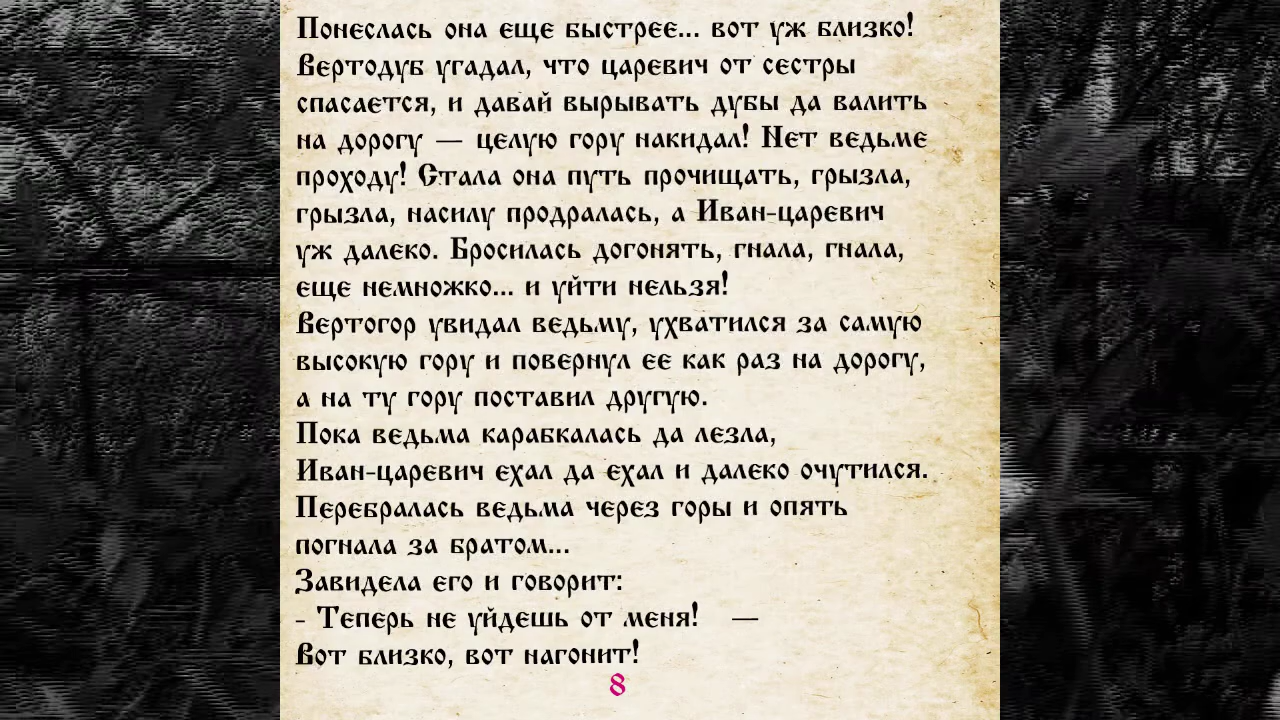 Понеслась она еще быстрее... вот уж близко!
Вертодуб угадал, что царевич от сестры
спасается, и давай вырывать дубы да валить
на дорогу — целую гору накидал! Нет ведьме
проходу! Стала она путь прочищать, грызла,
грызла, насилу продралась, а Иван-царевич
уж далеко. Бросилась догонять, гнала, гнала,
еще немножко... и уйти нельзя!
Вертогор увидал ведьму, ухватился за самую
высокую гору и повернул ее как раз на дорогу,
а на ту гору поставил другую.
Пока ведьма карабкалась да лезла,
Иван-царевич ехал да ехал и далеко очутился.
Перебралась ведьма через горы и опять
погнала за братом...
Завидела его и говорит:
- Теперь не уйдешь от меня! —
Вот близко, вот нагонит!
8